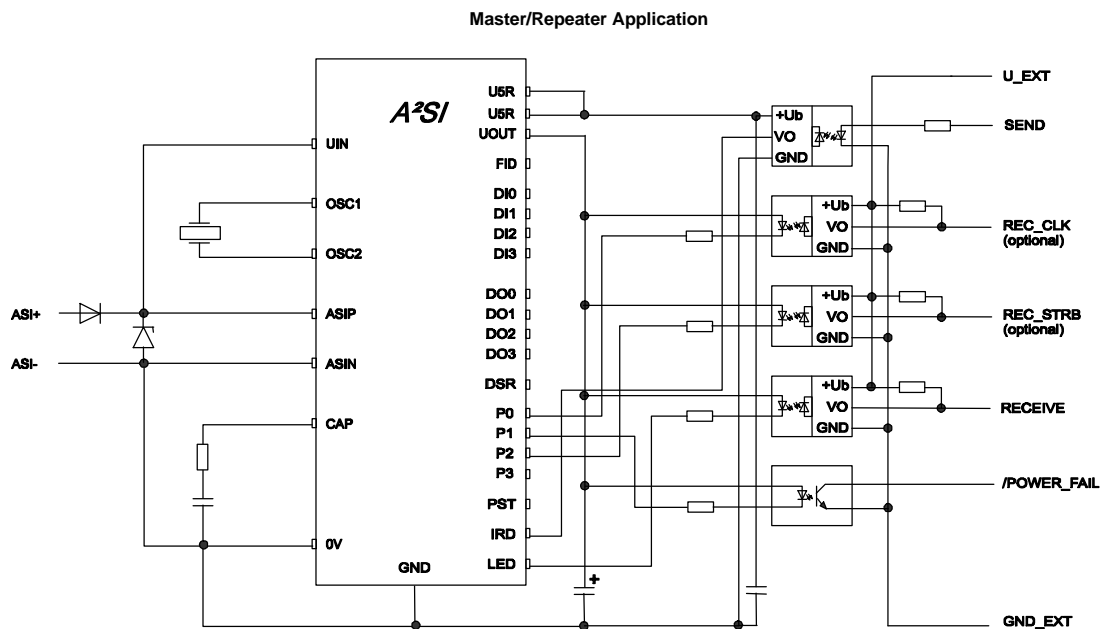 Master/Repeater Application
A²SI
UIN
OSC1
OSC2
ASIP
ASIN
CAP
0V
GND
U5R
U5R
UOUT
FID
DI0
DI1
DI2
DI3
DO0
DO1
DO2
DO3
DSR
P0
P1
P2
P3
PST
IRD
LED
ASI+
ASI-
+
+Ub
VO
GND
+Ub
VO
GND
+Ub
VO
GND
+Ub
VO
GND
U_EXT
SEND
REC_CLK
(optional)
REC_STRB
(optional)
RECEIVE
/POWER_FAIL
GND_EXT